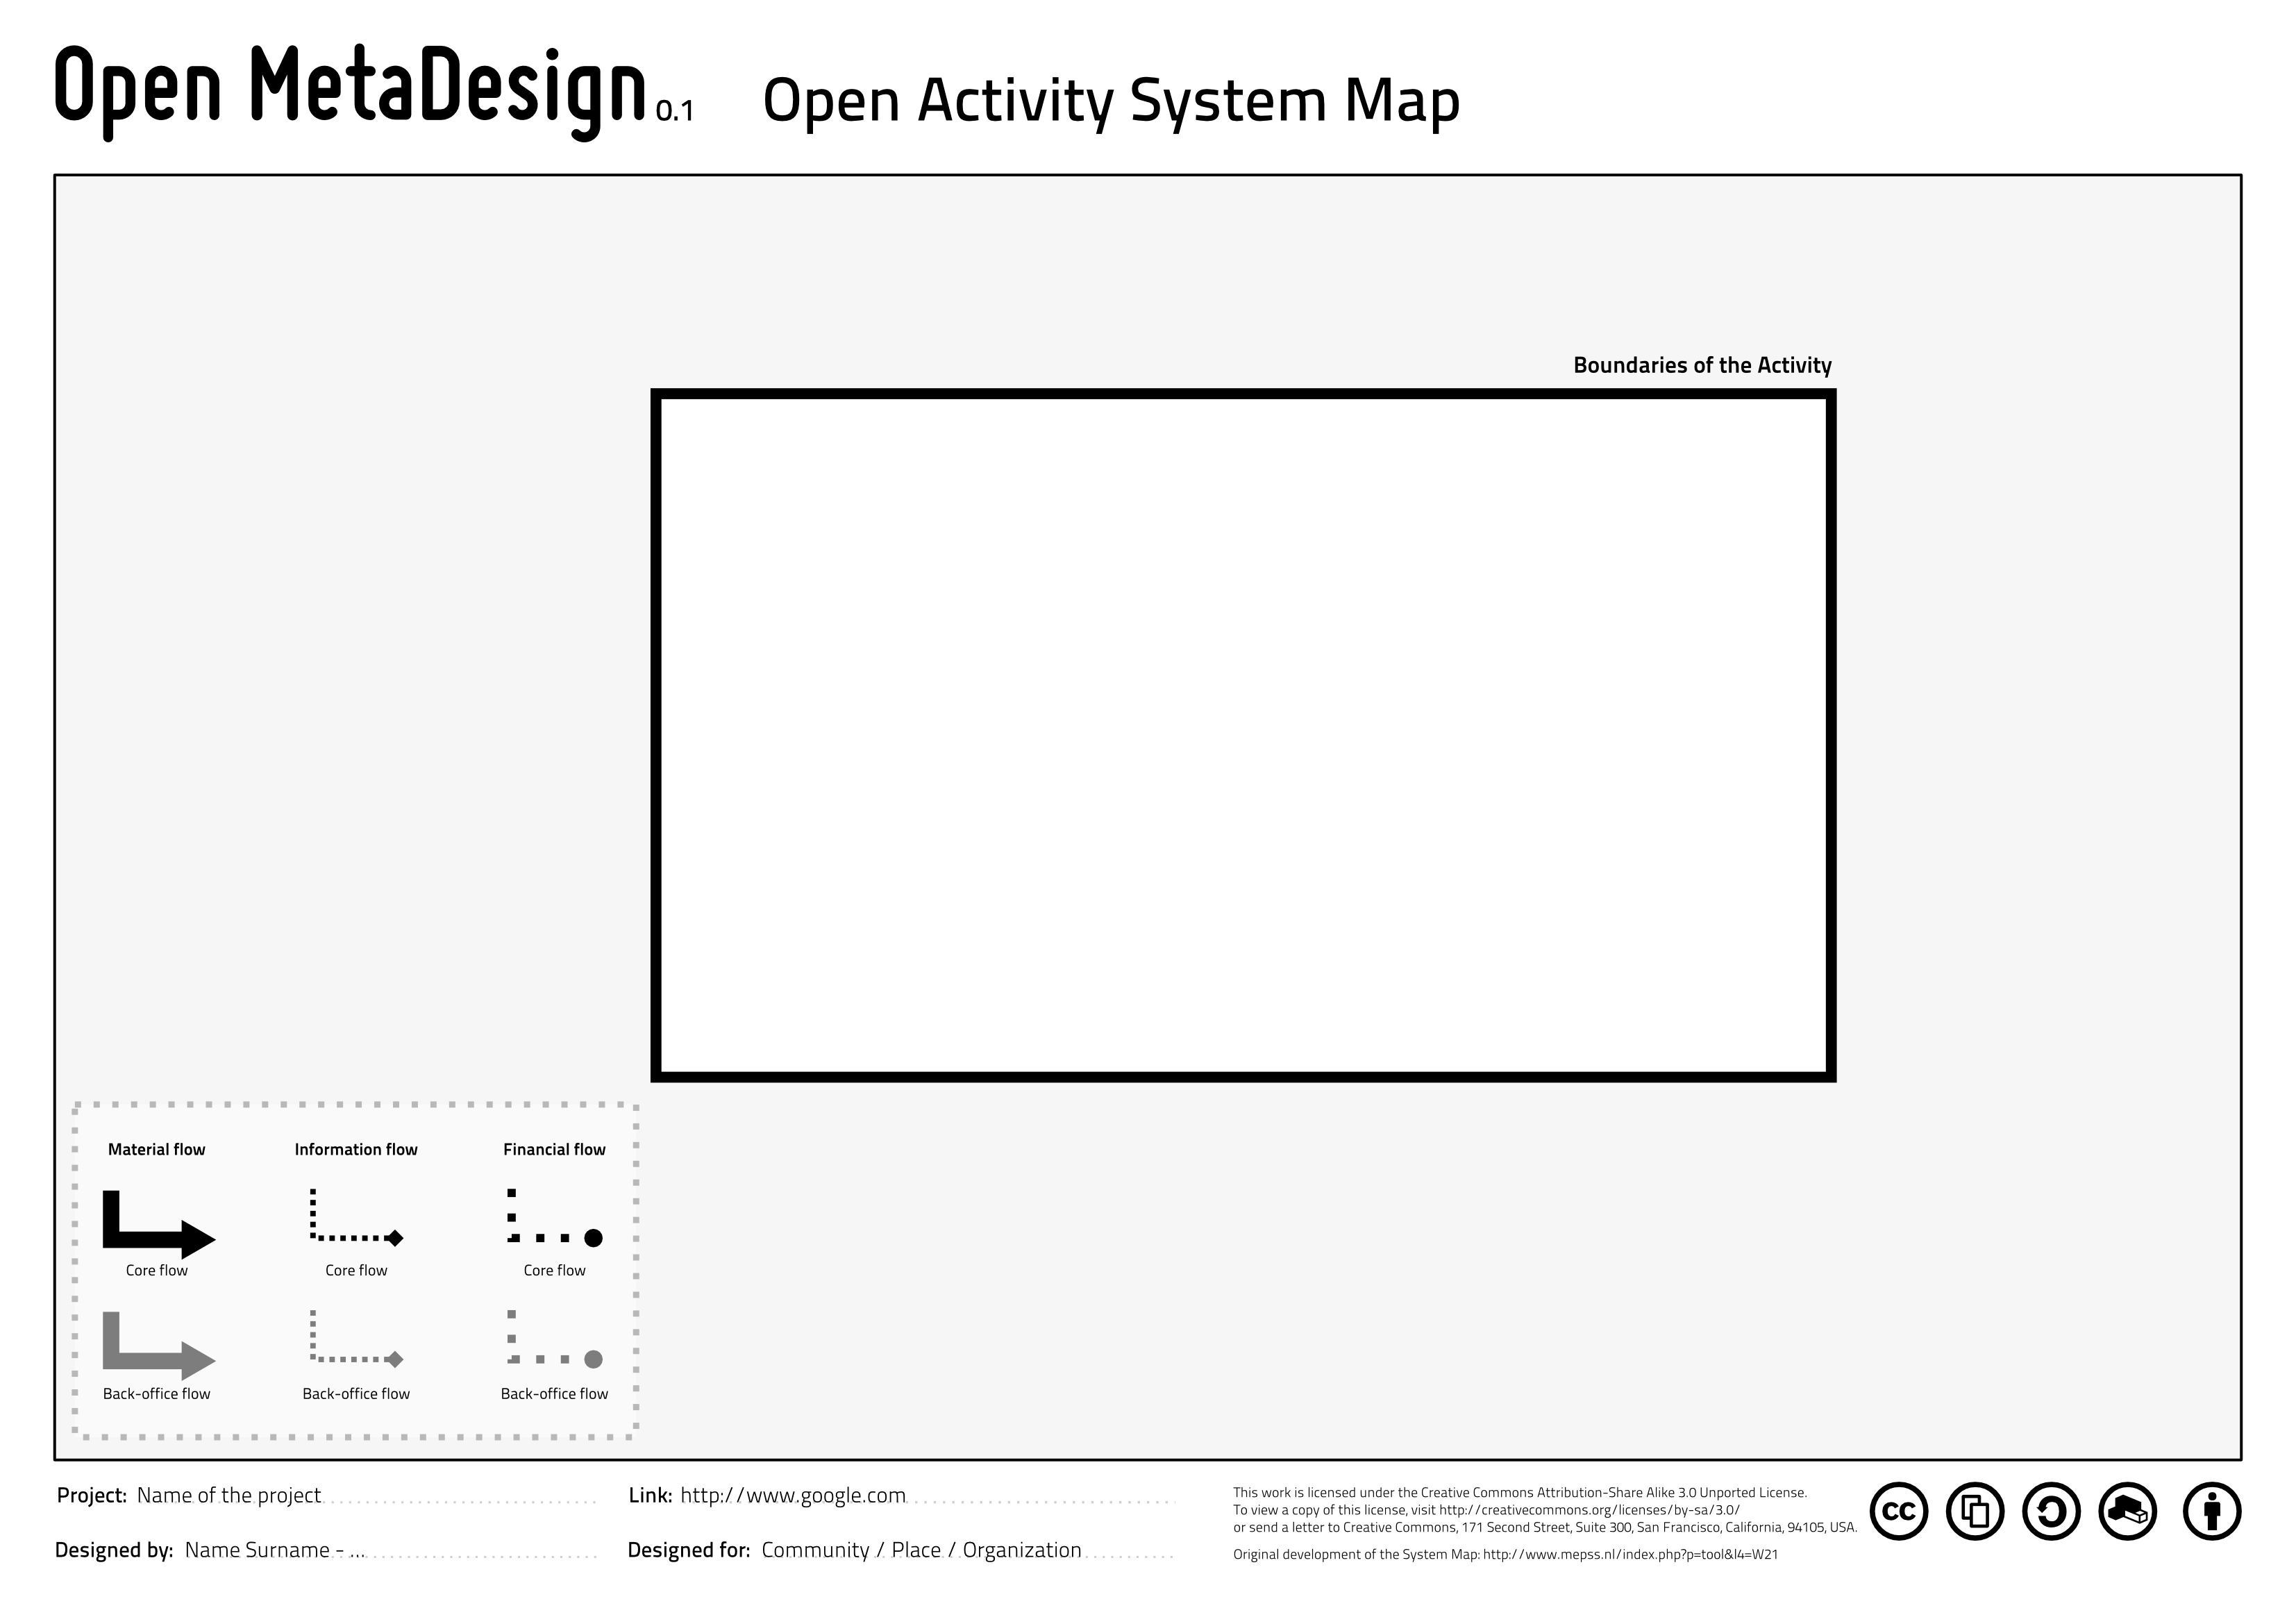 Open MetaDesign 0.1 Open Activity System Map
Boundaries of the Activity
Material flow Information flow Financial flow
Core flow Core flow Core flow
Back-office flow Back-office flow Back-office flow
Project: Name of the project
Link: http://www.google.com
Designed by: Name Surname - ...
Designed for: Community / Place / Organization
This work is licensed under the Creative Commons Attribution-Share Alike 3.0 Unported License.
To view a copy of this license, visit http://creativecommons.org/licenses/by-sa/3.0/
or send a letter to Creative Commons, 171 Second Street, Suite 300, San Francisco, California, 94105, USA.
Original development of the System Map: http://www.mepss.nl/index.php?p=tool&l4=W21
cc